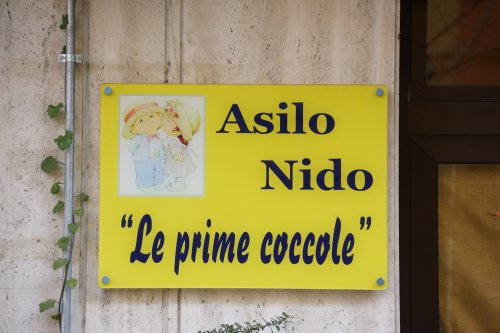 Asilo
Nido
“Le prime coccole”